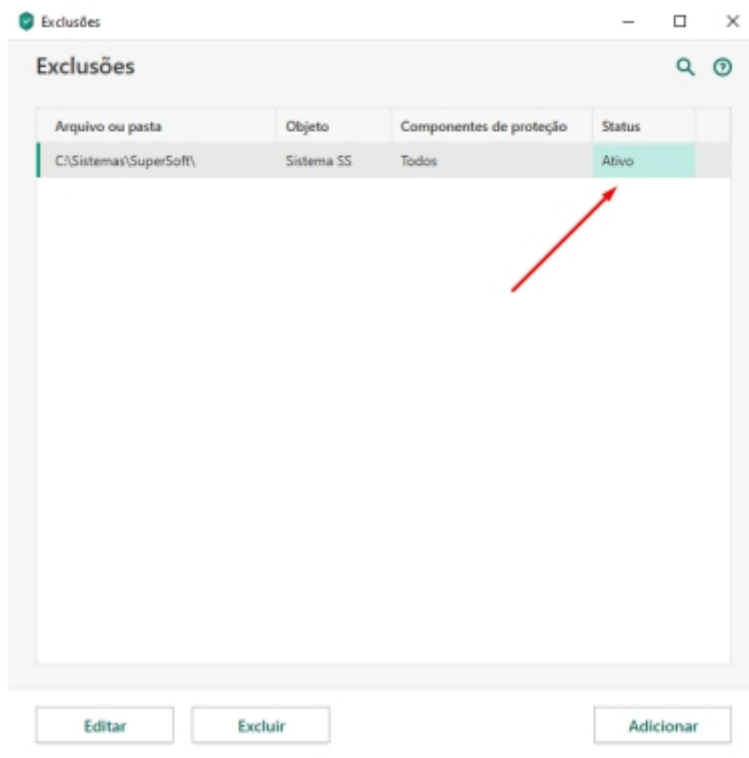 Exclusões
Exclusões
Arquivo ou pasta Objeto Componentes de proteção Status
C:\Sistemas\SuperSoft\ Sistema SS Todos Ativo
Editar Excluir Adicionar